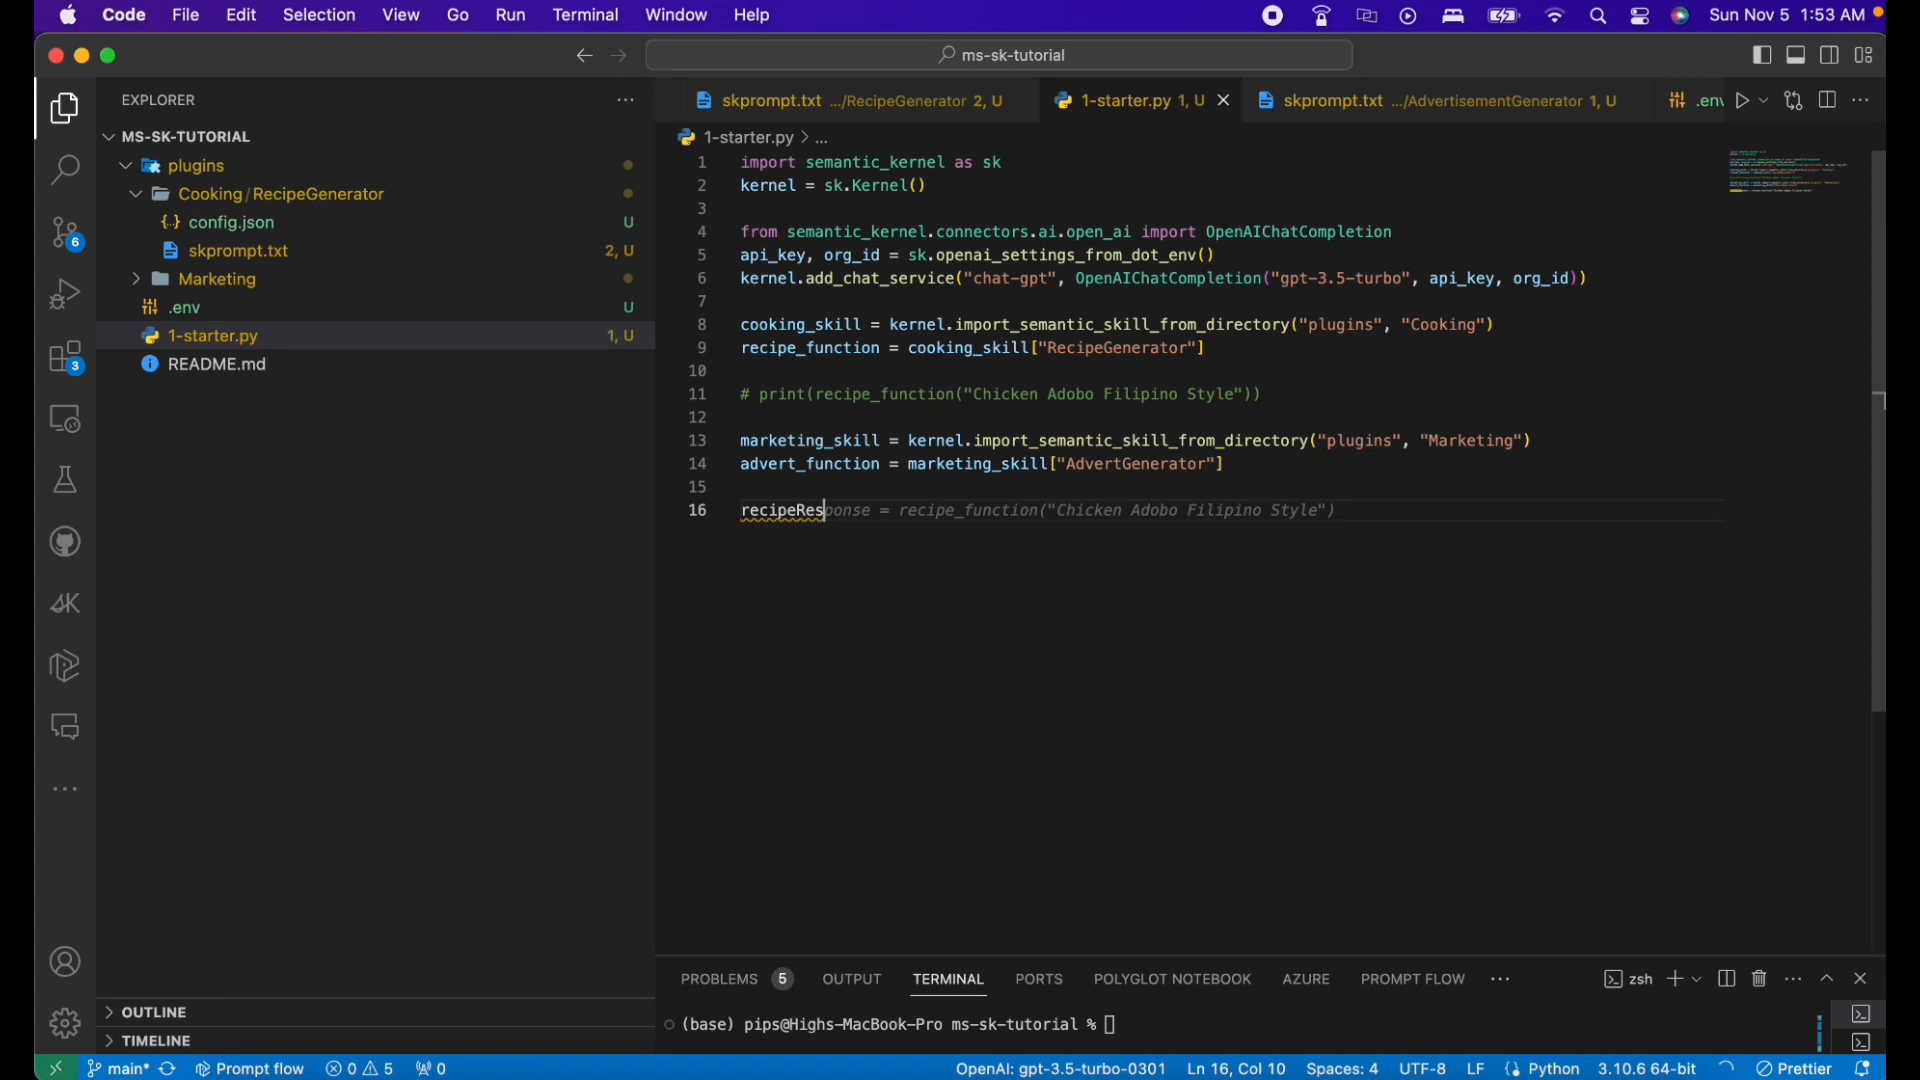 Code File Edit Selection View Go Run Terminal Window Help Sun Nov 5 1:53 AM
ms-sk-tutorial
EXPLORER
MS-SK-TUTORIAL
plugins
Cooking / RecipeGenerator
{..} config.json U
skprompt.txt 2, U
Marketing
.env U
1-starter.py 1, U
README.md
6
3
OUTLINE
TIMELINE
skprompt.txt .../RecipeGenerator 2, U 1-starter.py 1, U skprompt.txt .../AdvertisementGenerator 1, U .env
1-starter.py > ...
1 import semantic_kernel as sk
2 kernel = sk.Kernel()
3
4 from semantic_kernel.connectors.ai.open_ai import OpenAIChatCompletion
5 api_key, org_id = sk.openai_settings_from_dot_env()
6 kernel.add_chat_service("chat-gpt", OpenAIChatCompletion("gpt-3.5-turbo", api_key, org_id))
7
8 cooking_skill = kernel.import_semantic_skill_from_directory("plugins", "Cooking")
9 recipe_function = cooking_skill["RecipeGenerator"]
10
11 # print(recipe_function("Chicken Adobo Filipino Style"))
12
13 marketing_skill = kernel.import_semantic_skill_from_directory("plugins", "Marketing")
14 advert_function = marketing_skill["AdvertGenerator"]
15
16 recipeResponse = recipe_function("Chicken Adobo Filipino Style")
PROBLEMS 5 OUTPUT TERMINAL PORTS POLYGLOT NOTEBOOK AZURE PROMPT FLOW ... zsh
(base) pips@Highs-MacBook-Pro ms-sk-tutorial %
main* Prompt flow 0 5 0 OpenAI: gpt-3.5-turbo-0301 Ln 16, Col 10 Spaces: 4 UTF-8 LF Python 3.10.6 64-bit Prettier